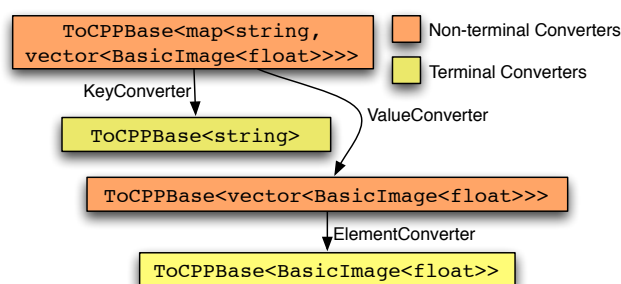 ToCPPBase<map<string,
vector<BasicImage<float>>>>
Non-terminal Converters
Terminal Converters
KeyConverter
ValueConverter
ToCPPBase<string>
ToCPPBase<vector<BasicImage<float>>>
ElementConverter
ToCPPBase<BasicImage<float>>